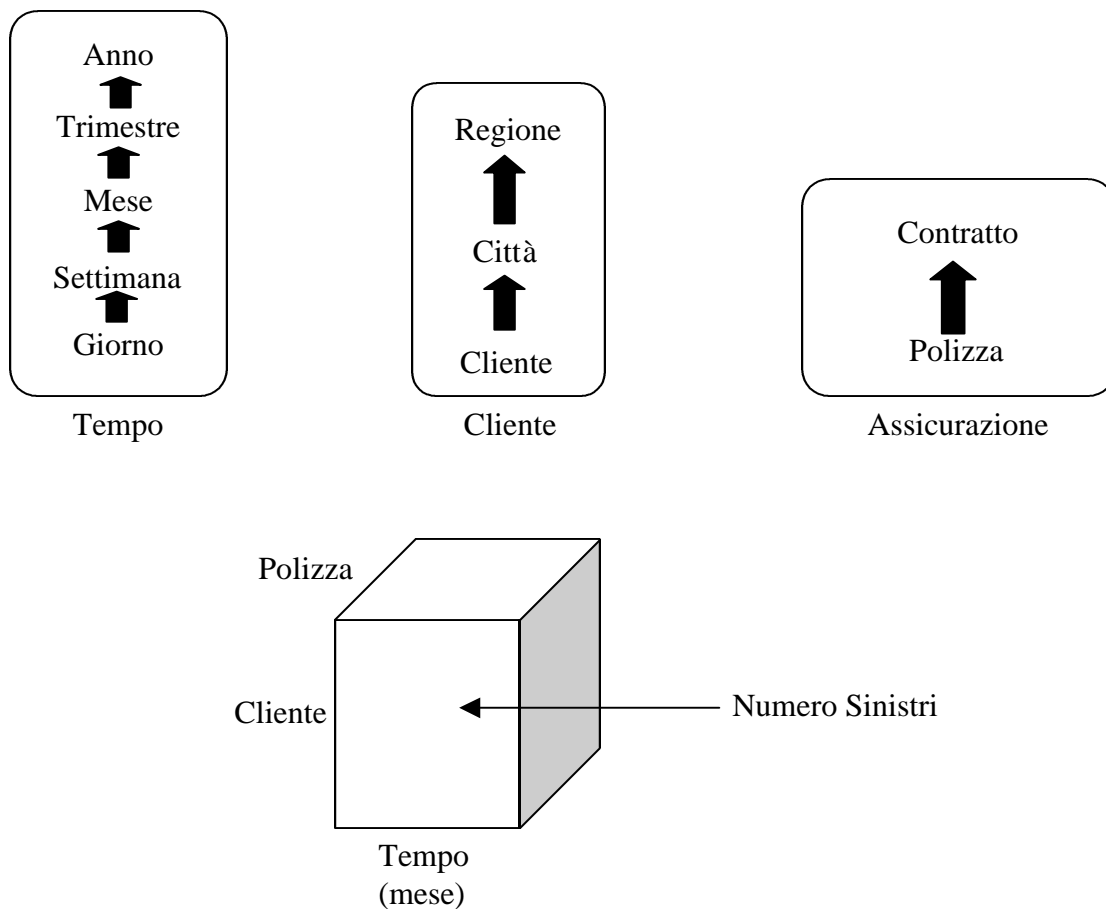 Anno
Trimestre
Mese
Settimana
Giorno
Tempo
Regione
Città
Cliente
Cliente
Contratto
Polizza
Assicurazione
Polizza
Cliente
Numero Sinistri
Tempo
(mese)